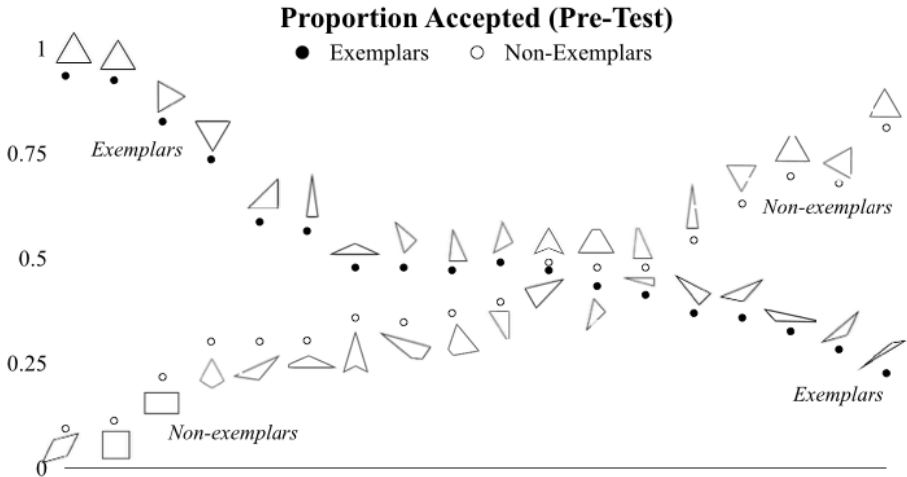 Proportion Accepted (Pre-Test)
Exemplars Non-Exemplars
1
Exemplars
0.75
Non-exemplars
0.5
0.25
Exemplars
Non-exemplars
0